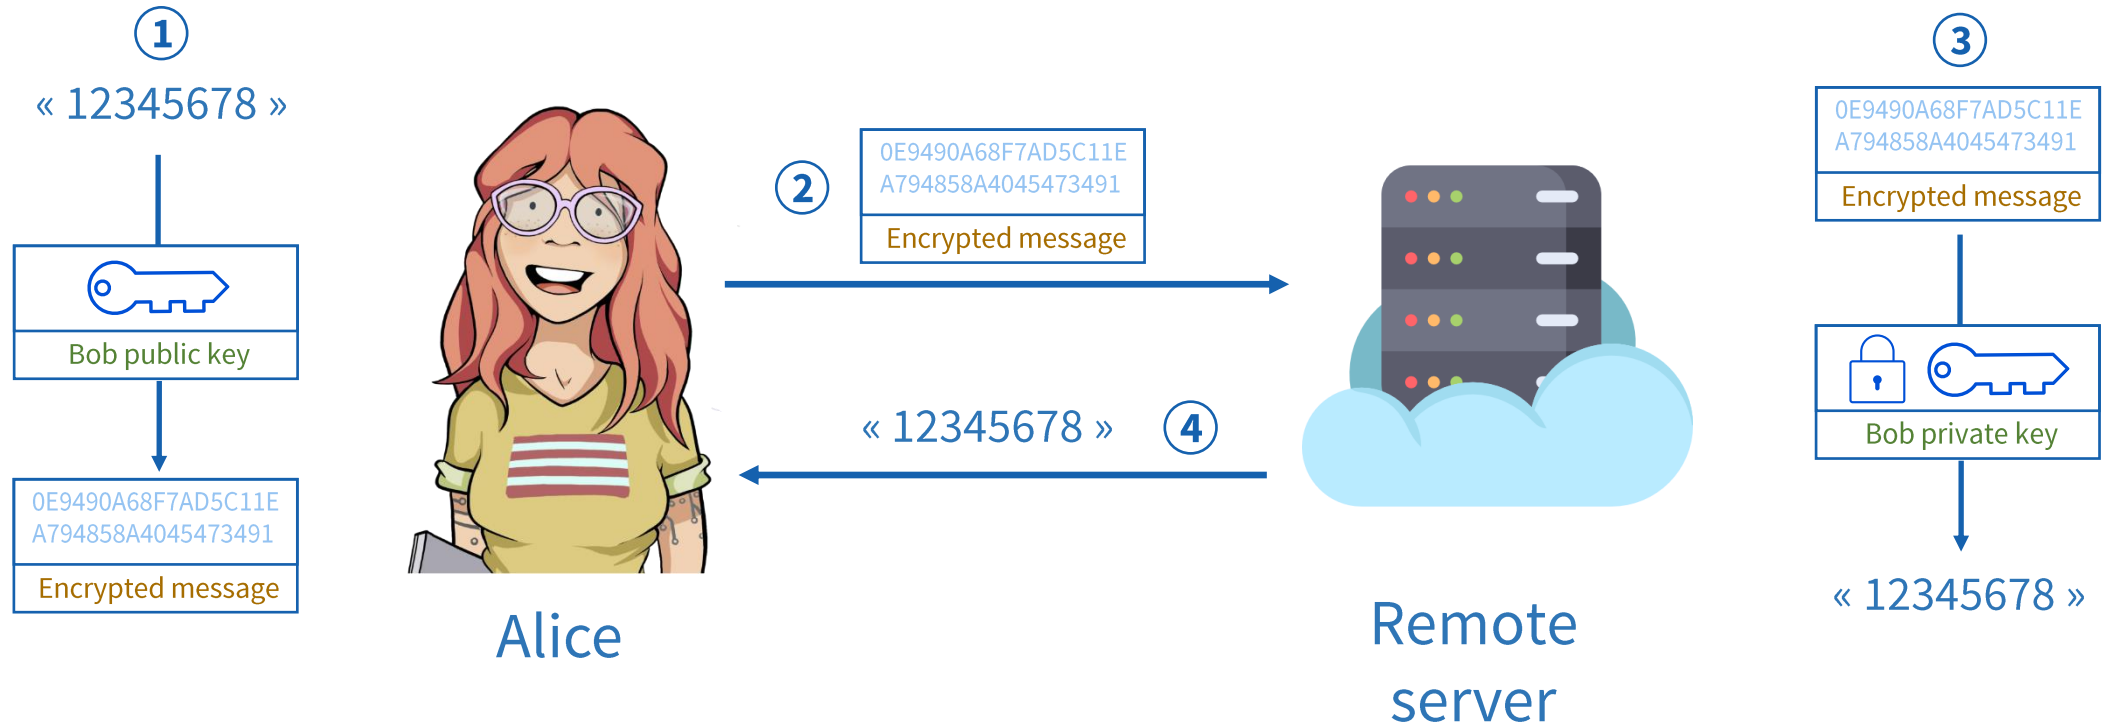 1
« 12345678 »
Bob public key
0E9490A68F7AD5C11E
A794858A4045473491
Encrypted message
Alice
2
0E9490A68F7AD5C11E
A794858A4045473491
Encrypted message
« 12345678 »
4
Remote
server
3
0E9490A68F7AD5C11E
A794858A4045473491
Encrypted message
Bob private key
« 12345678 »